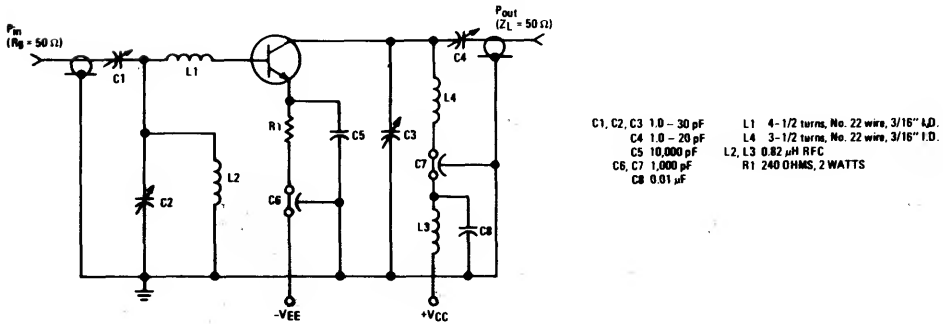 Pin
(Rg = 50 Ω)
Pout
(ZL = 50 Ω)
C1
L1
C4
L4
R1
C5
C3
C7
C2
L2
C6
L3
C8
-VEE
+VCC
C1, C2, C3 1.0 – 30 pF
C4 1.0 – 20 pF
C5 10,000 pF
C6, C7 1,000 pF
C8 0.01 μF
L1 4-1/2 turns, No. 22 wire, 3/16" I.D.
L4 3-1/2 turns, No. 22 wire, 3/16" I.D.
L2, L3 0.82 μH RFC
R1 240 OHMS, 2 WATTS